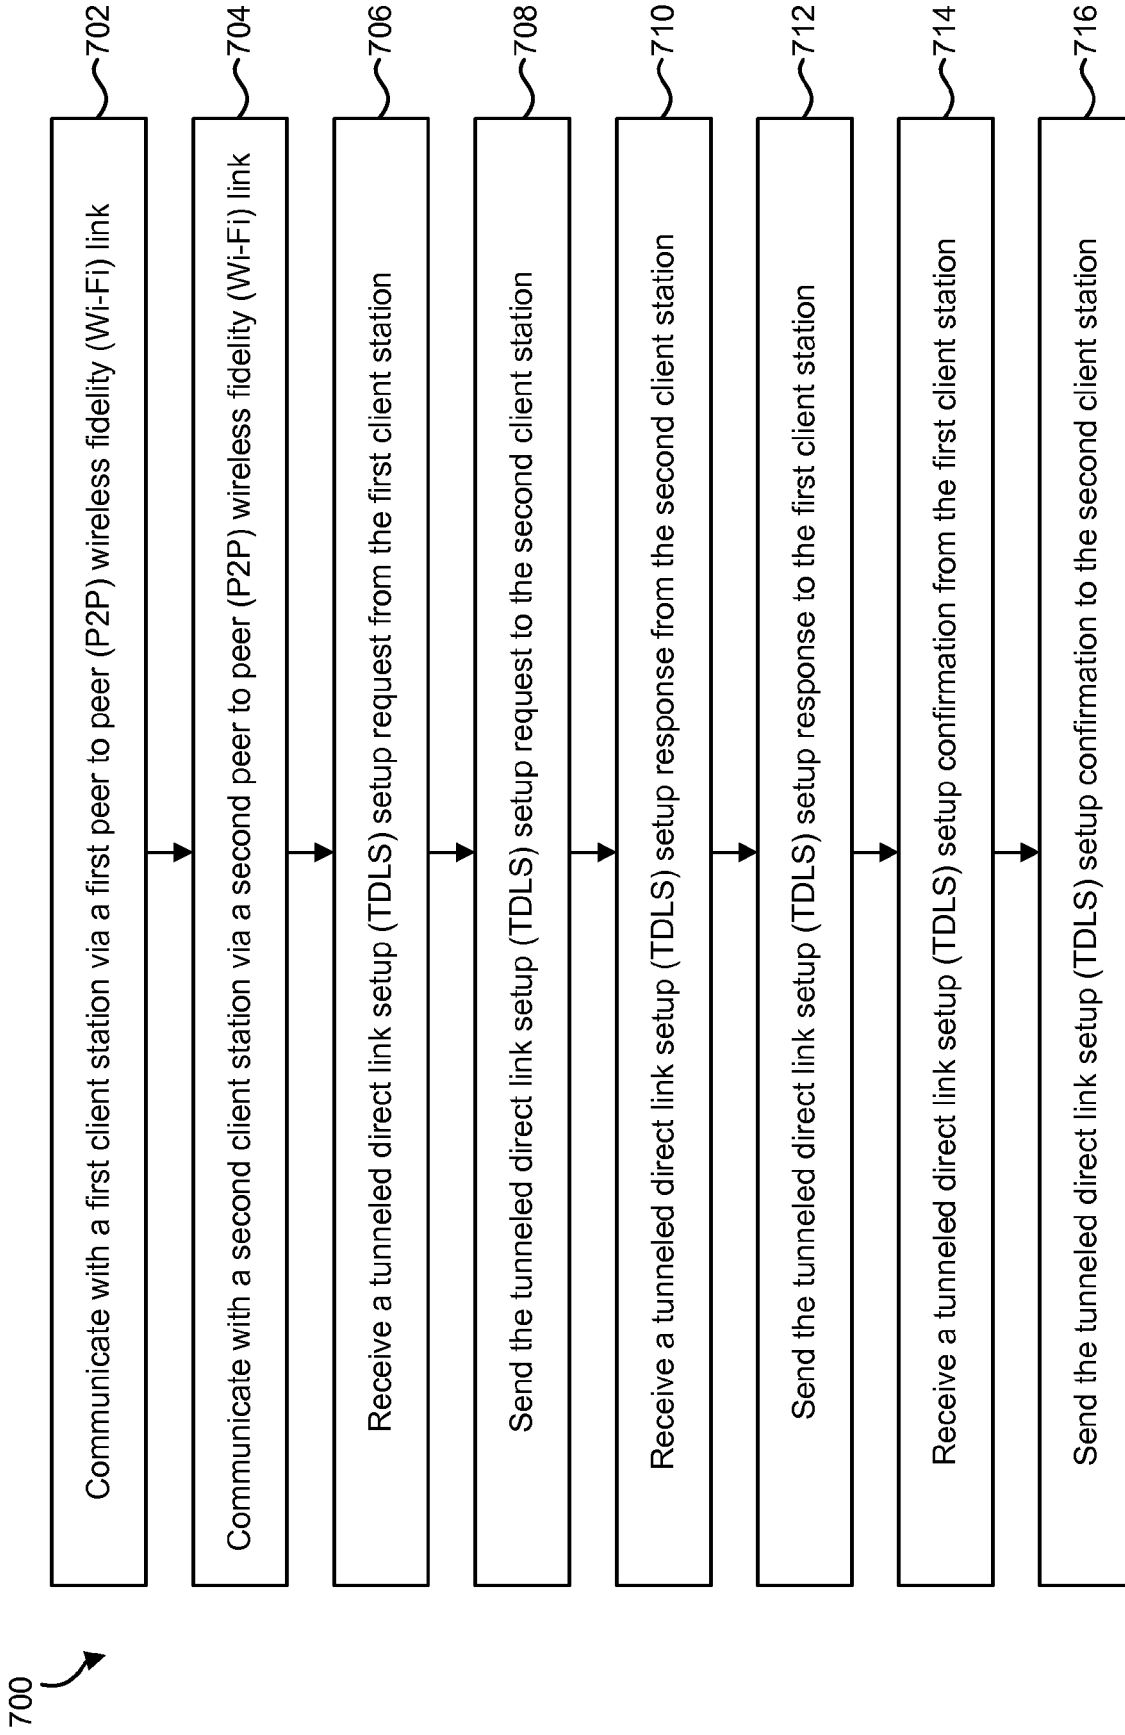 700
Communicate with a first client station via a first peer to peer (P2P) wireless fidelity (Wi-Fi) link
702
Communicate with a second client station via a second peer to peer (P2P) wireless fidelity (Wi-Fi) link
704
Receive a tunneled direct link setup (TDLS) setup request from the first client station
706
Send the tunneled direct link setup (TDLS) setup request to the second client station
708
Receive a tunneled direct link setup (TDLS) setup response from the second client station
710
Send the tunneled direct link setup (TDLS) setup response to the first client station
712
Receive a tunneled direct link setup (TDLS) setup confirmation from the first client station
714
Send the tunneled direct link setup (TDLS) setup confirmation to the second client station
716